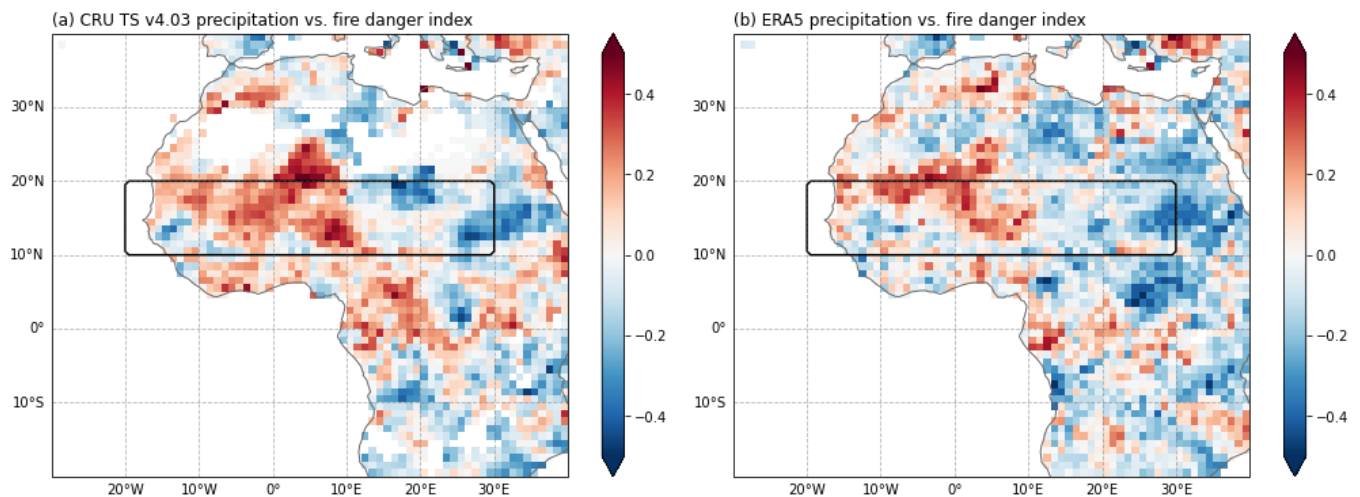 (a) CRU TS v4.03 precipitation vs. fire danger index
30°N
20°N
10°N
0°
10°S
20°W
10°W
0°
10°E
20°E
30°E
0.4
0.2
0.0
−0.2
−0.4
(b) ERA5 precipitation vs. fire danger index
30°N
20°N
10°N
0°
10°S
20°W
10°W
0°
10°E
20°E
30°E
0.4
0.2
0.0
−0.2
−0.4